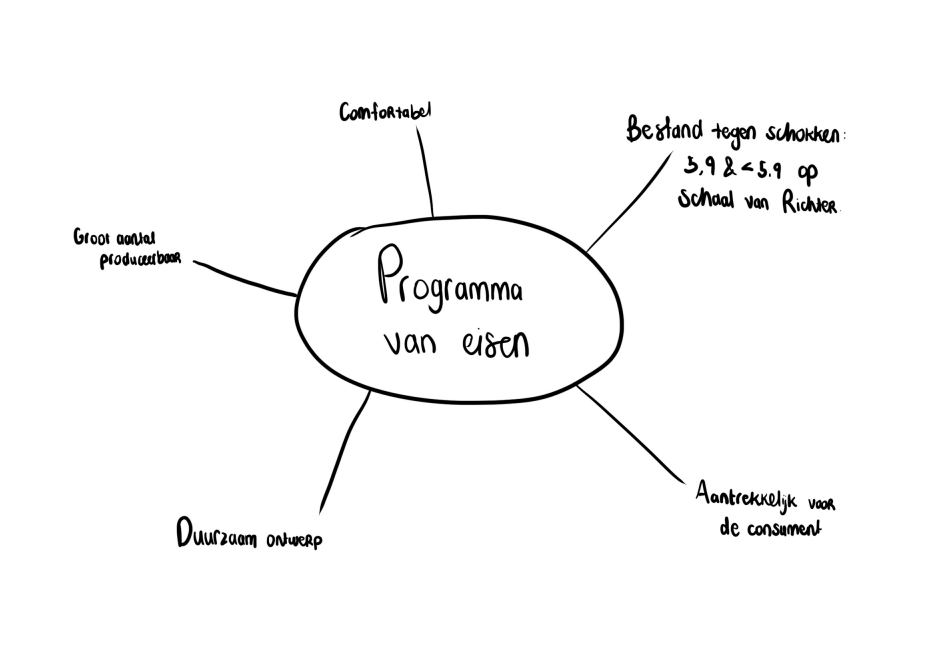 Comfortabel
Bestand tegen schokken:
5,9 & <5.9 op
schaal van Richter.
Groot aantal
produceerbaar
Programma
van eisen
Aantrekkelijk voor
de consument
Duurzaam ontwerp